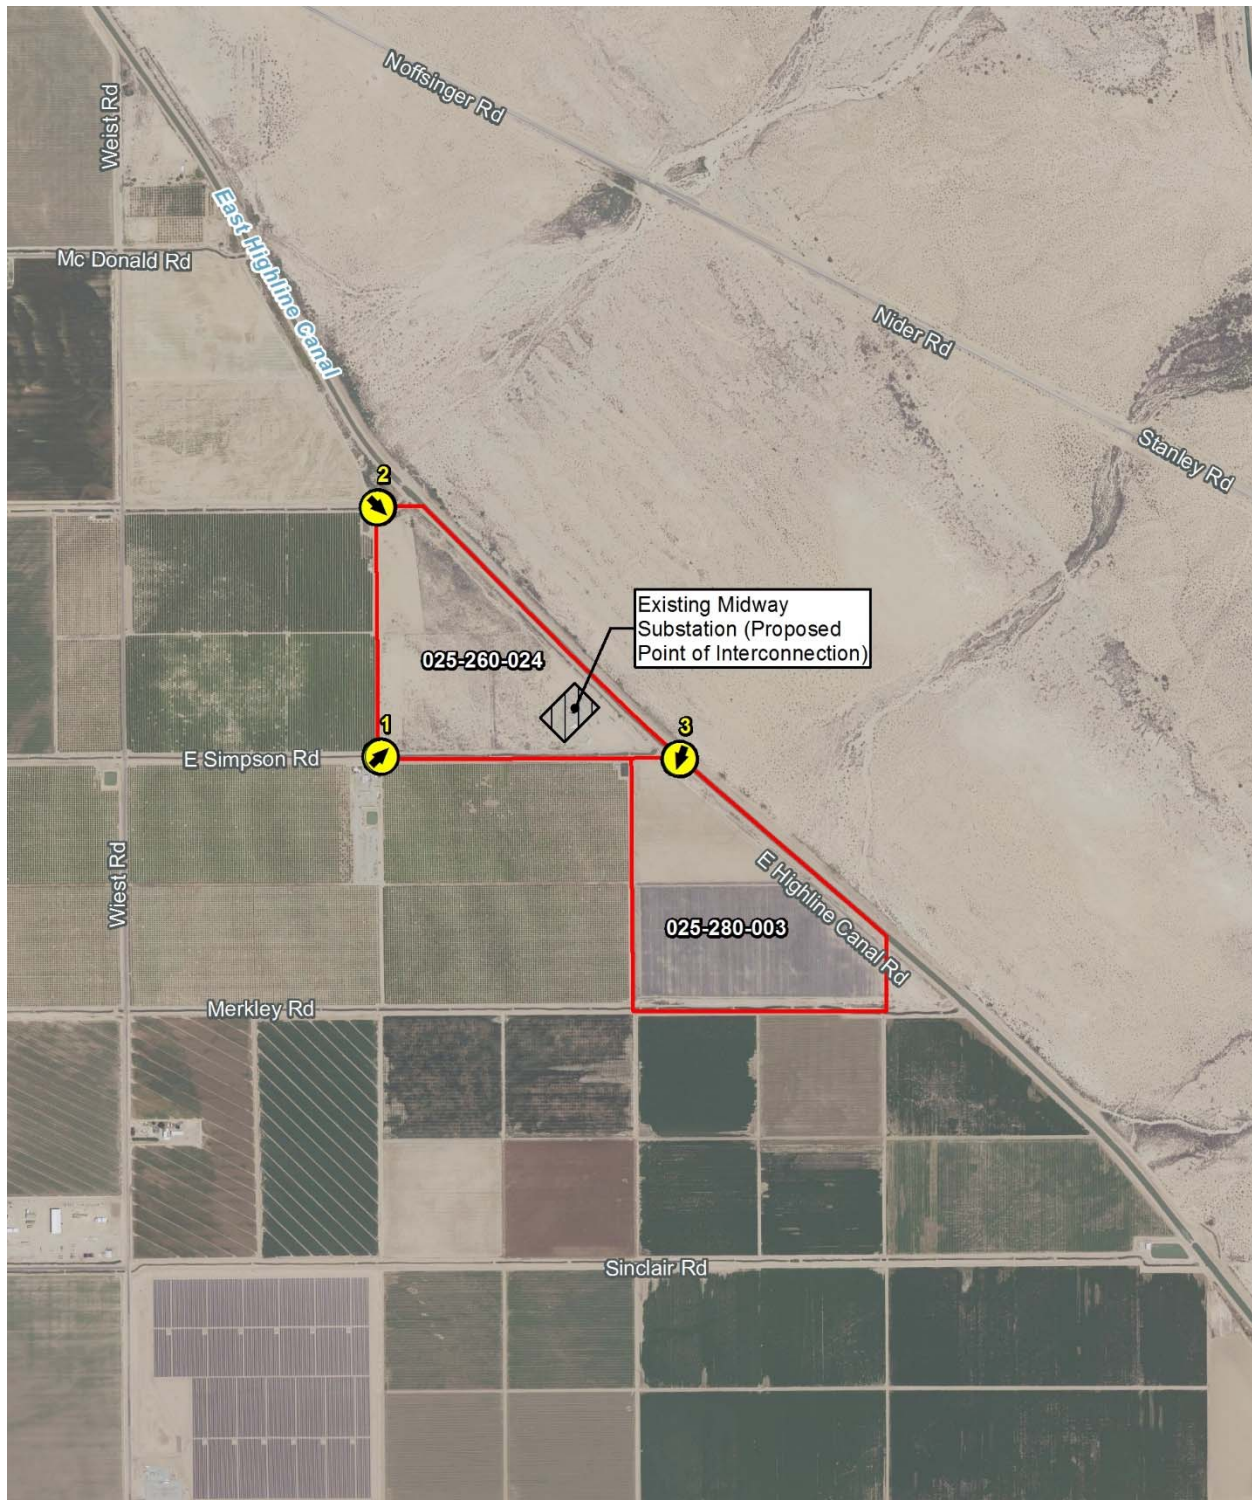 Noffsinger Rd
Weist Rd
East Highline Canal
Mc Donald Rd
Nider Rd
Stanley Rd
2
Existing Midway
Substation (Proposed
Point of Interconnection)
025-260-024
1
3
E Simpson Rd
Wiest Rd
E Highline Canal Rd
025-280-003
Merkley Rd
Sinclair Rd